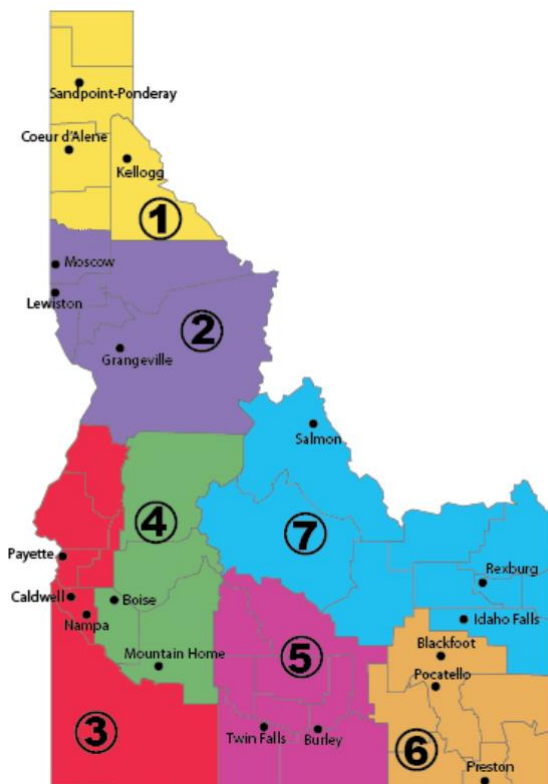 Sandpoint-Ponderay
Coeur d'Alene
Kellogg
1
Moscow
Lewiston
2
Grangeville
Salmon
4
7
Payette
Rexburg
Caldwell
Boise
Nampa
Idaho Falls
Blackfoot
5
Mountain Home
Pocatello
3
Twin Falls
Burley
6
Preston